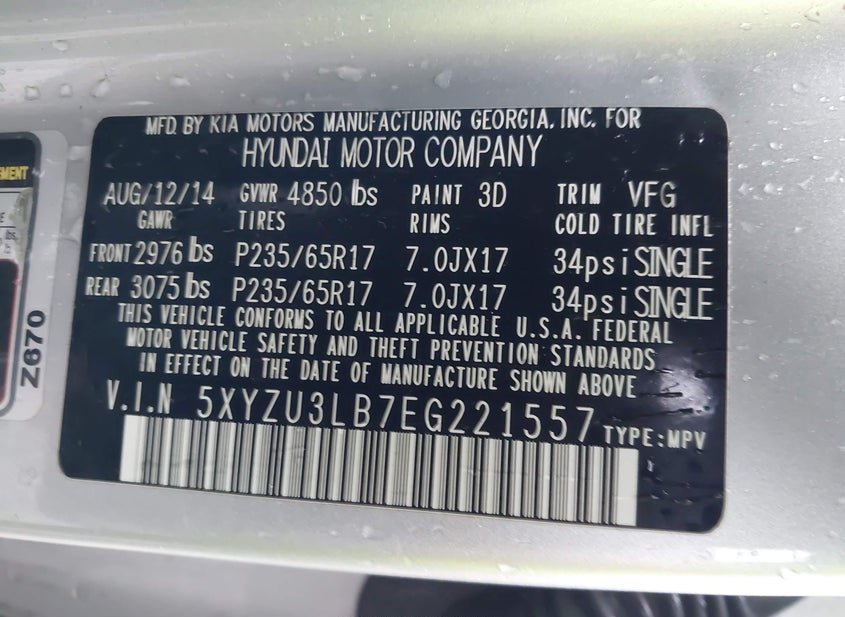 MFD. BY KIA MOTORS MANUFACTURING GEORGIA, INC. FOR
HYUNDAI MOTOR COMPANY
AUG/12/14 GVWR 4850 lbs PAINT 3D TRIM VFG
GAWR TIRES RIMS COLD TIRE INFL
FRONT 2976 lbs P235/65R17 7.0JX17 34psi SINGLE
REAR 3075 lbs P235/65R17 7.0JX17 34psi SINGLE
THIS VEHICLE CONFORMS TO ALL APPLICABLE U.S.A. FEDERAL
MOTOR VEHICLE SAFETY AND THEFT PREVENTION STANDARDS
IN EFFECT ON THE DATE OF MANUFACTURE SHOWN ABOVE
V.I.N 5XYZU3LB7EG221557 TYPE:MPV
Z670
lbs,